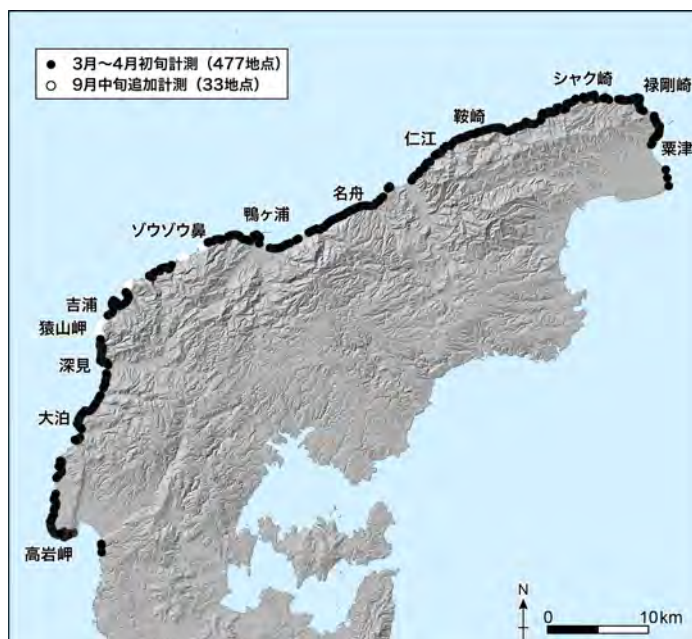 ● 3月～4月初旬計測（477地点）
○ 9月中旬追加計測（33地点）
シャク崎
禄剛崎
鞍崎
仁江
粟津
名舟
鴨ヶ浦
ゾウゾウ鼻
吉浦
猿山岬
深見
大泊
高岩岬
N
0 10km